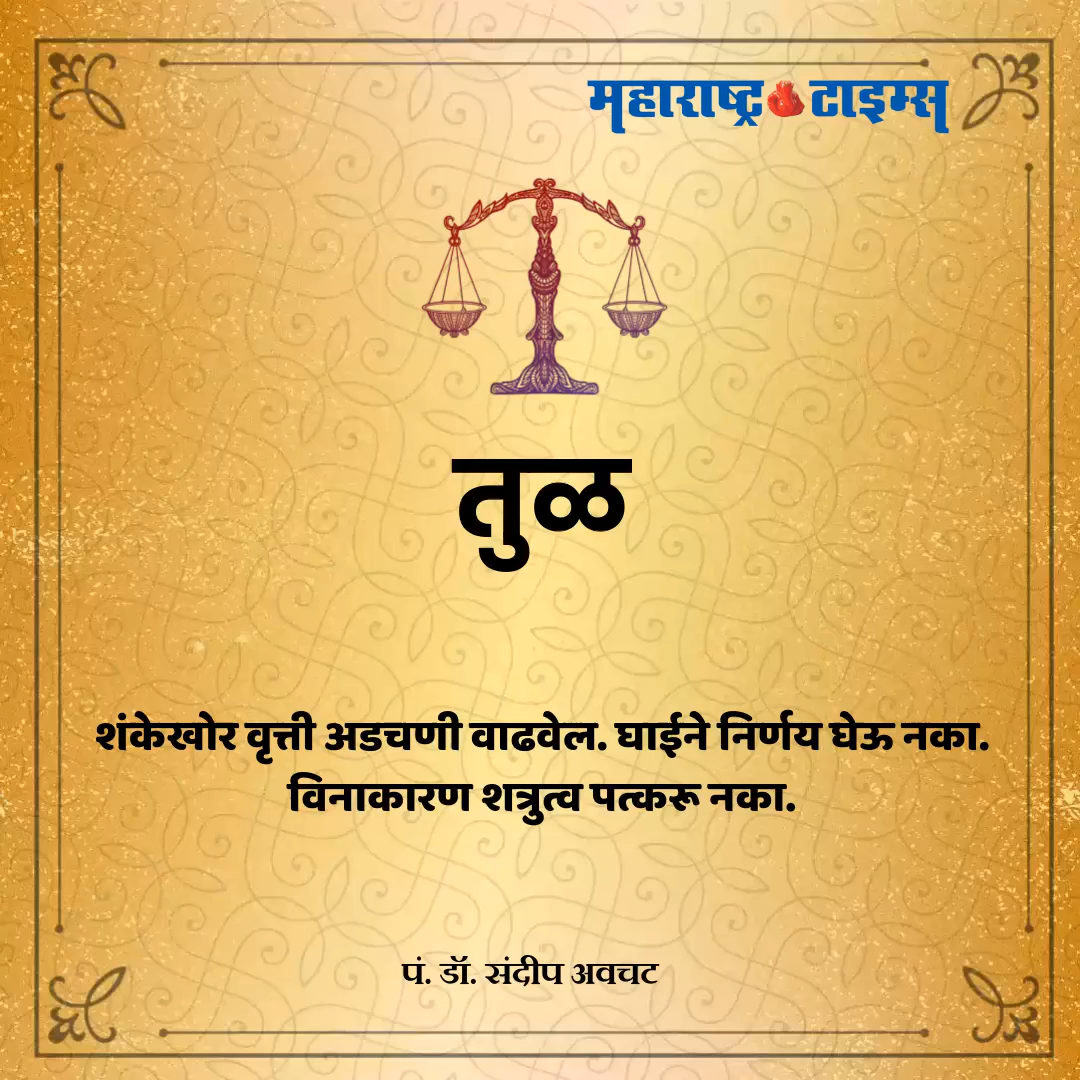 महाराष्ट्र टाइम्स
तुळ
शंकेखोर वृत्ती अडचणी वाढवेल. घाईने निर्णय घेऊ नका.
विनाकारण शत्रुत्व पत्करू नका.
पं. डॉ. संदीप अवचट